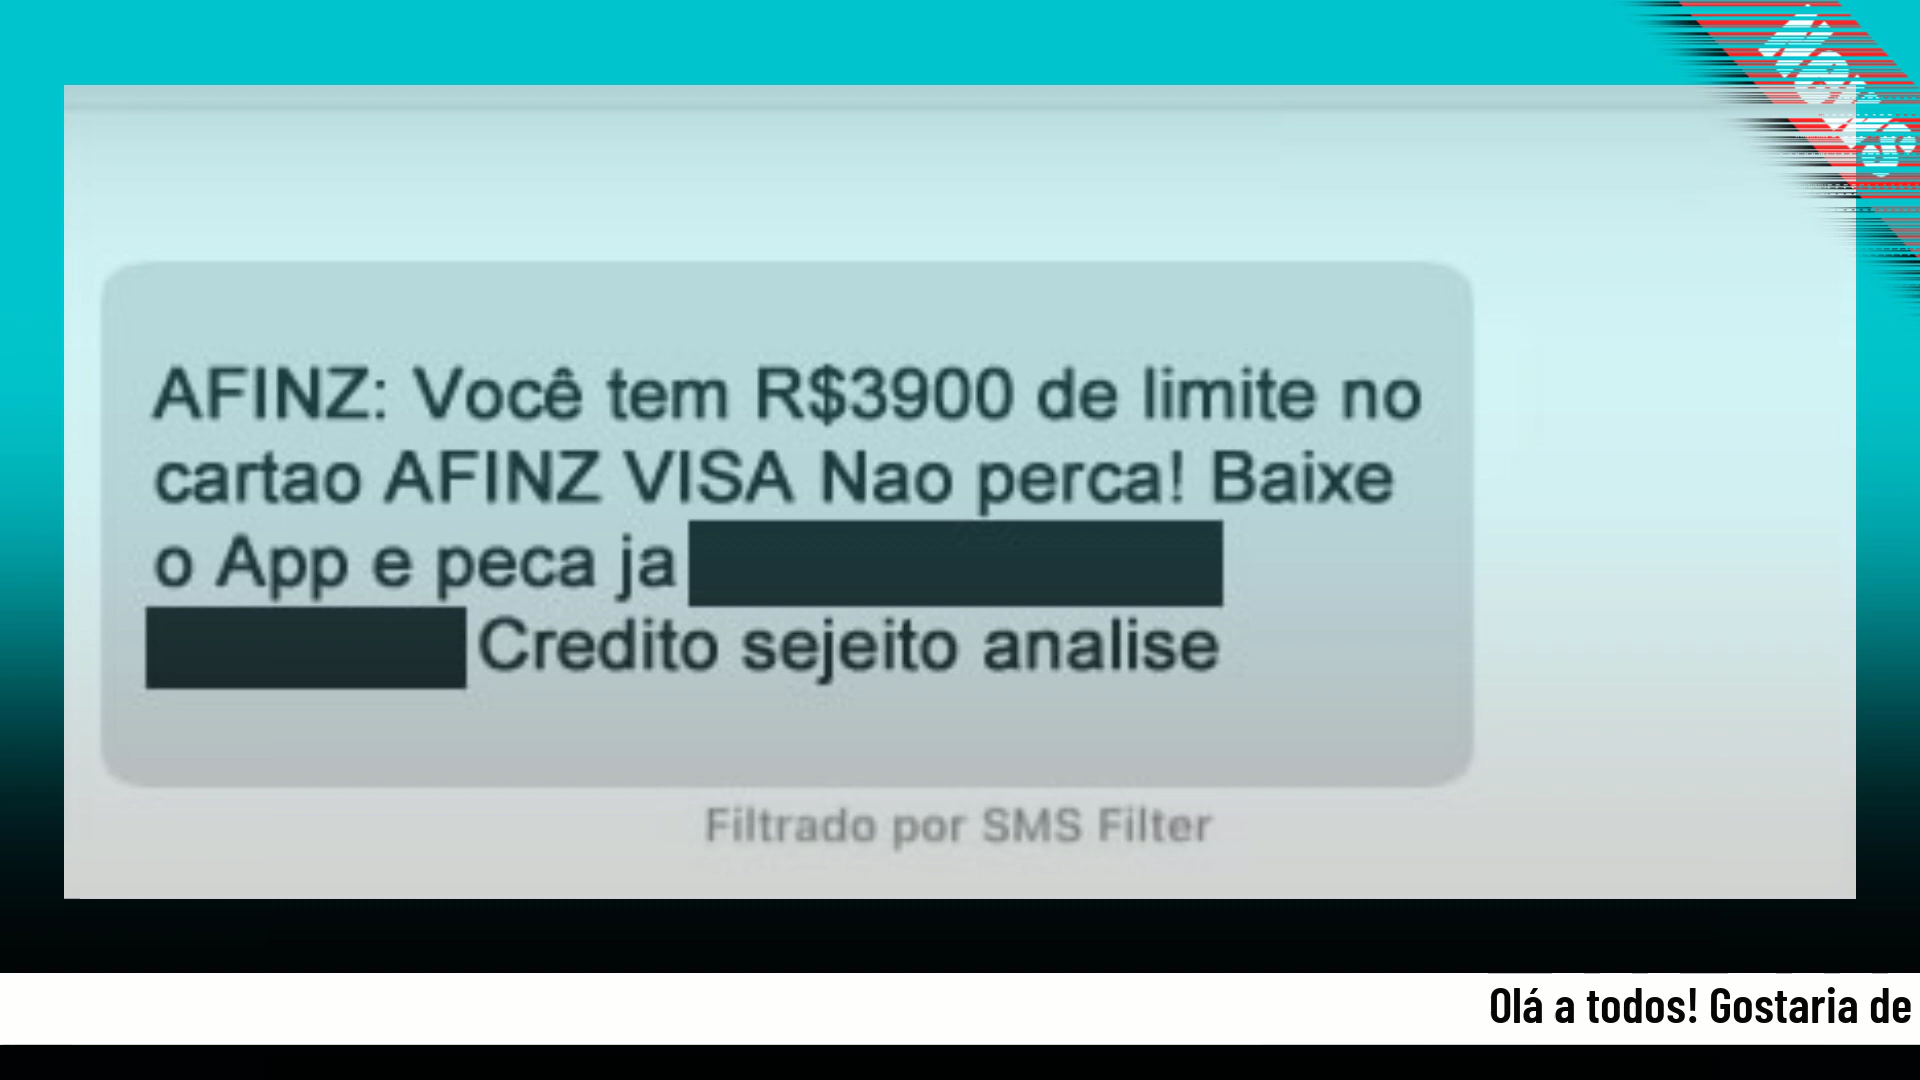 News
AFINZ: Você tem R$3900 de limite no
cartao AFINZ VISA Nao perca! Baixe
o App e peca ja
Credito sejeito analise
Filtrado por SMS Filter
Olá a todos! Gostaria de